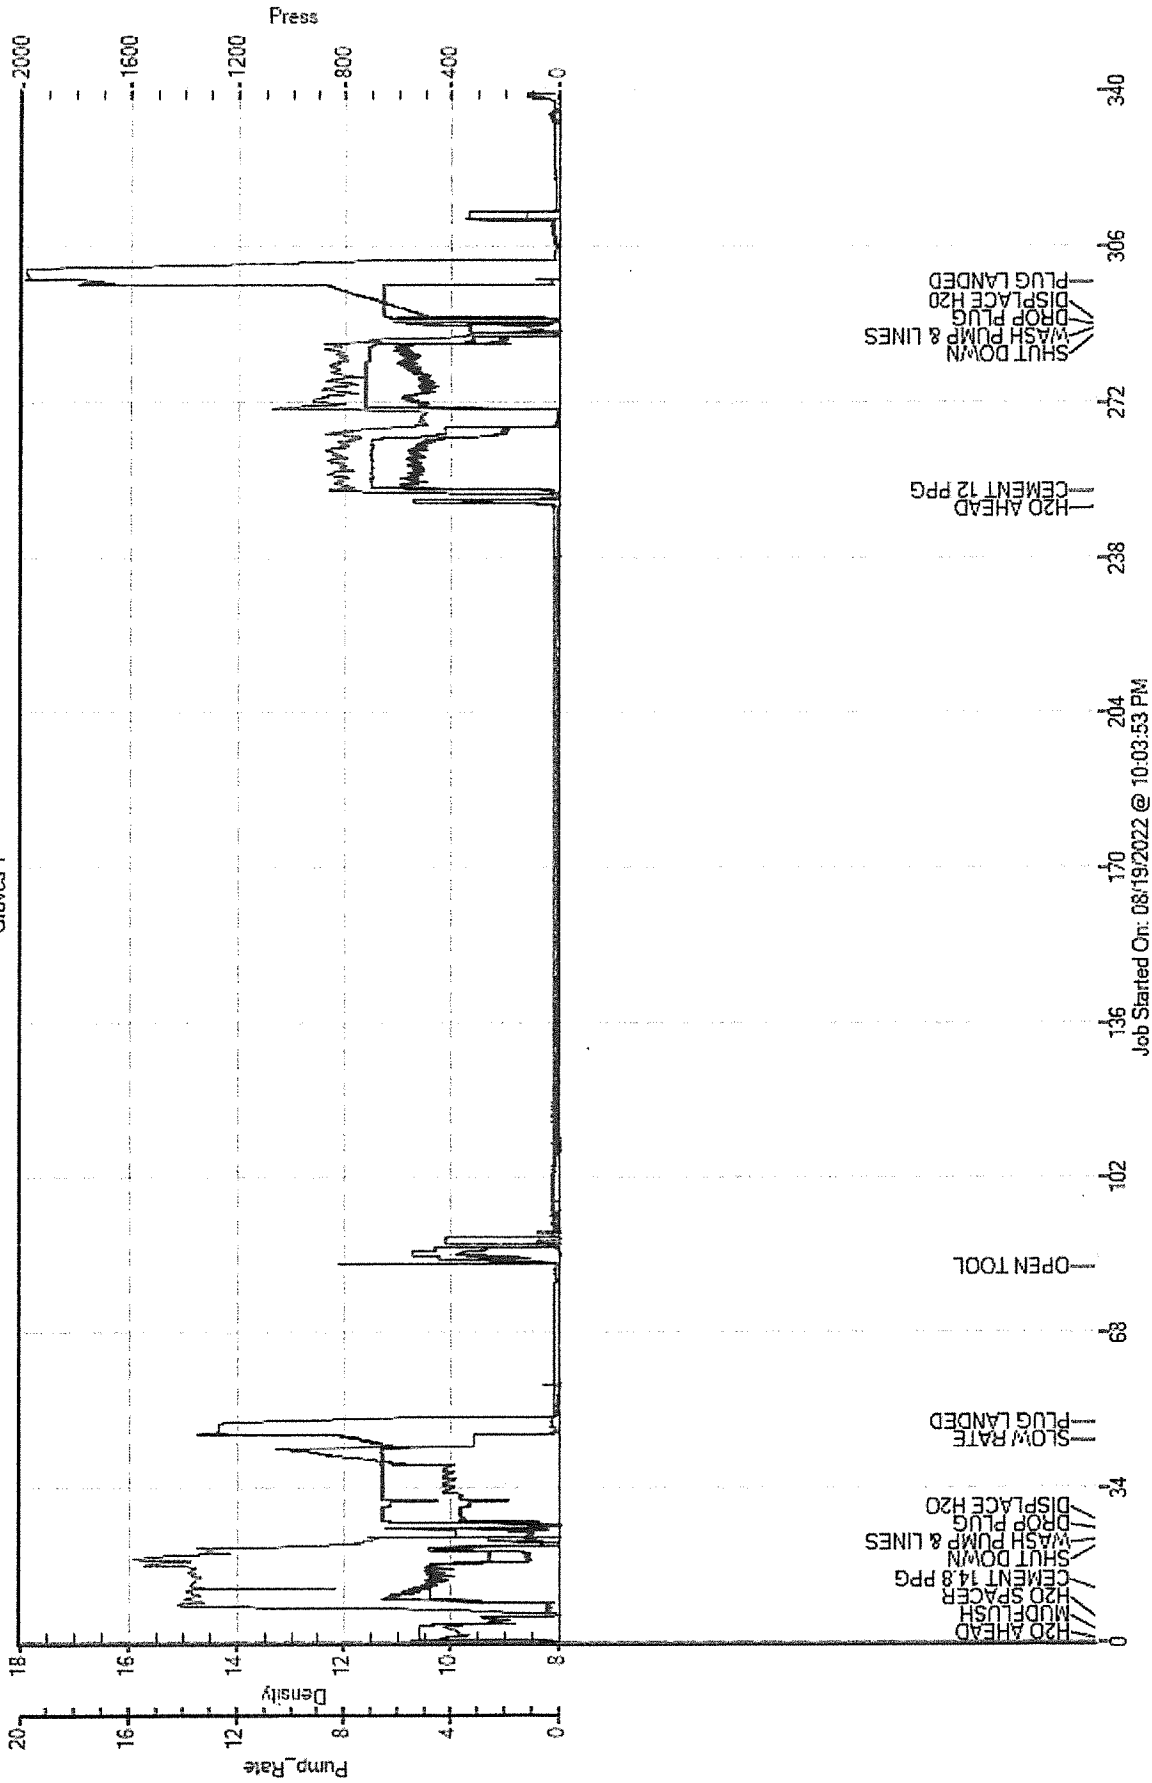 Press
2000
1600
1200
800
400
0
20
16
12
8
4
0
Pump_Rate
18
16
14
12
10
8
Density
0
34
68
102
136
170
204
238
272
306
340
H2O AHEAD
MUDFLUSH
H2O SPACER
CEMENT 14.8 PPG
SHUT DOWN
WASH PUMP & LINES
DROP PLUG
DISPLACE H2O
SLOW RATE
PLUG LANDED
OPEN TOOL
H2O AHEAD
CEMENT 12 PPG
SHUT DOWN
WASH PUMP & LINES
DROP PLUG
DISPLACE H20
PLUG LANDED
Job Started On: 08/19/2022 @ 10:03:53 PM